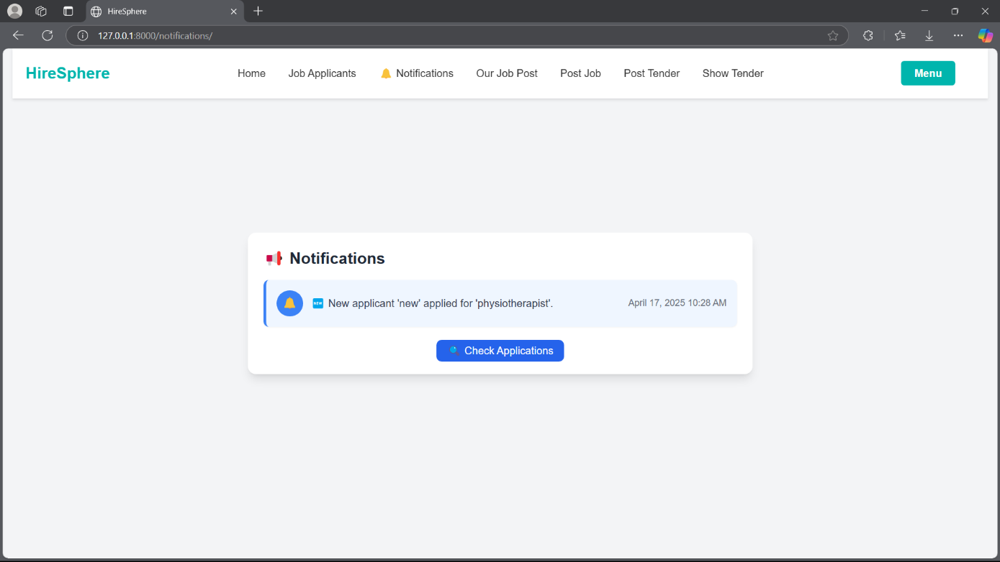 HireSphere
127.0.0.1:8000/notifications/
HireSphere Home Job Applicants Notifications Our Job Post Post Job Post Tender Show Tender Menu
Notifications
NEW New applicant 'new' applied for 'physiotherapist'. April 17, 2025 10:28 AM
Check Applications